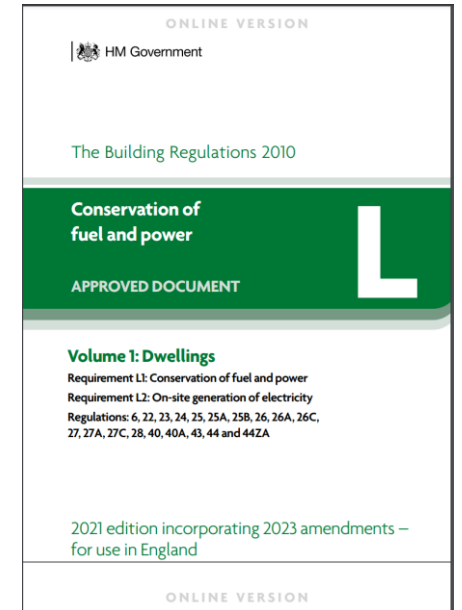 ONLINE VERSION
HM Government
The Building Regulations 2010
Conservation of
fuel and power
L
APPROVED DOCUMENT
Volume 1: Dwellings
Requirement L1: Conservation of fuel and power
Requirement L2: On-site generation of electricity
Regulations: 6, 22, 23, 24, 25, 25A, 25B, 26, 26A, 26C,
27, 27A, 27C, 28, 40, 40A, 43, 44 and 44ZA
2021 edition incorporating 2023 amendments –
for use in England
ONLINE VERSION